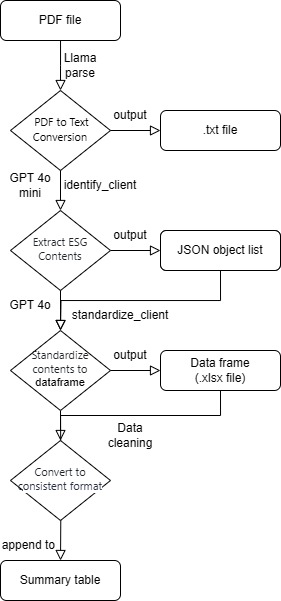 PDF file
Llama
parse
PDF to Text
Conversion
output
.txt file
GPT 4o
mini
identify_client
Extract ESG
Contents
output
JSON object list
GPT 4o
standardize_client
Standardize
contents to
dataframe
output
Data frame
(.xlsx file)
Data
cleaning
Convert to
consistent format
append to
Summary table